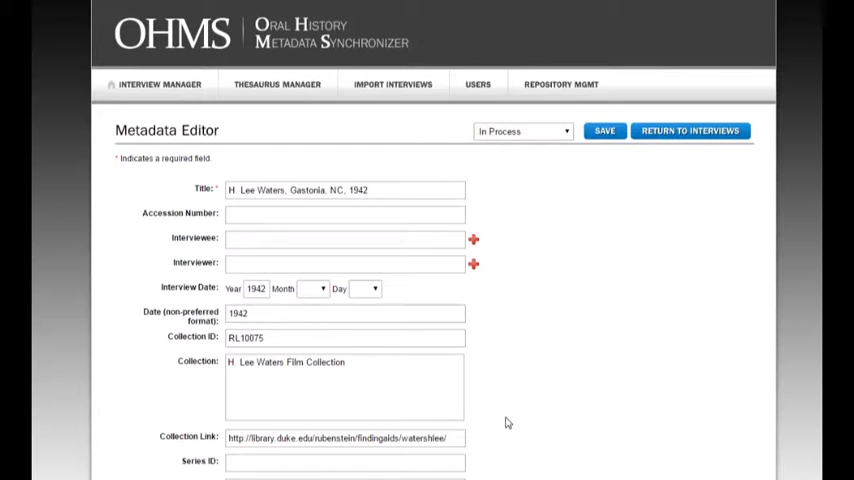 OHMS ORAL HISTORY
METADATA SYNCHRONIZER
INTERVIEW MANAGER THESAURUS MANAGER IMPORT INTERVIEWS USERS REPOSITORY MGMT
Metadata Editor In Process SAVE RETURN TO INTERVIEWS
* Indicates a required field.
Title: * H. Lee Waters, Gastonia, NC, 1942
Accession Number:
Interviewee:
Interviewer:
Interview Date: Year 1942 Month Day
Date (non-preferred
format): 1942
Collection ID: RL10075
Collection: H. Lee Waters Film Collection
Collection Link: http://library.duke.edu/rubenstein/findingaids/watershlee/
Series ID: